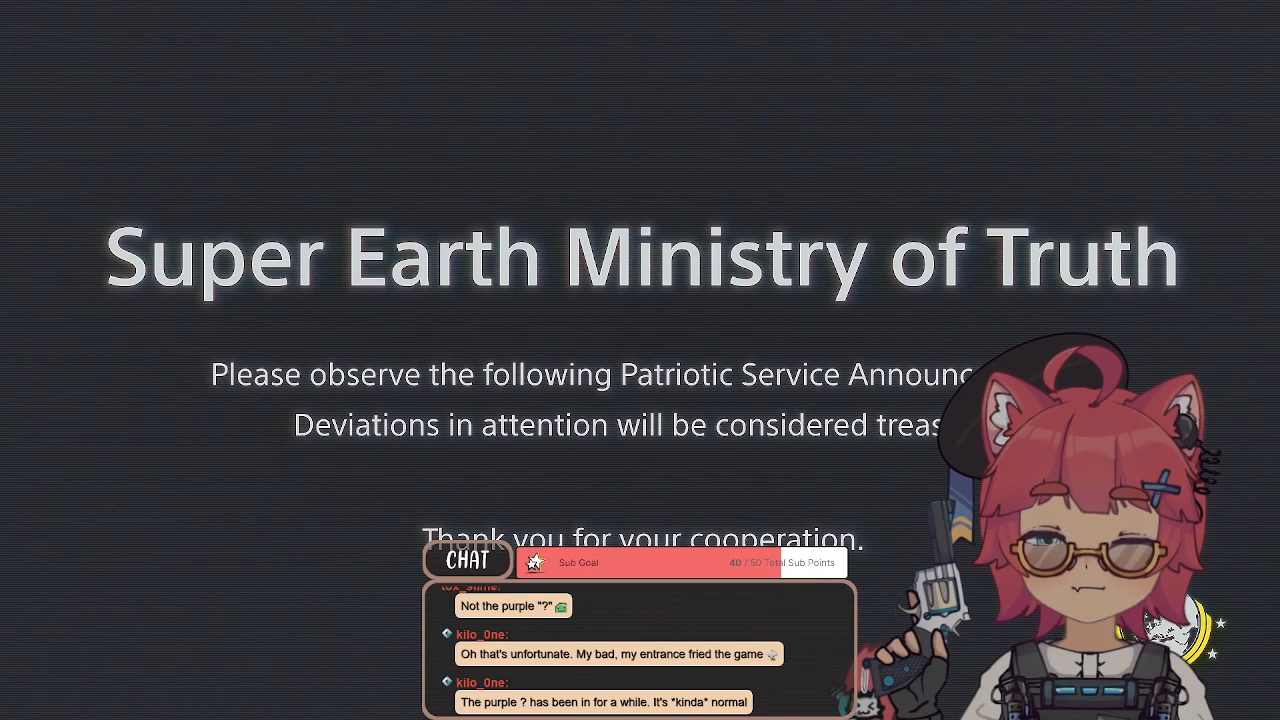 Super Earth Ministry of Truth
Please observe the following Patriotic Service Announc
Deviations in attention will be considered treas
Thank you for your cooperation.
CHAT
Sub Goal
40 / 50 Total Sub Points
tox_slime:
Not the purple "?"
kilo_0ne:
Oh that's unfortunate. My bad, my entrance fried the game
kilo_0ne:
The purple ? has been in for a while. It's *kinda* normal